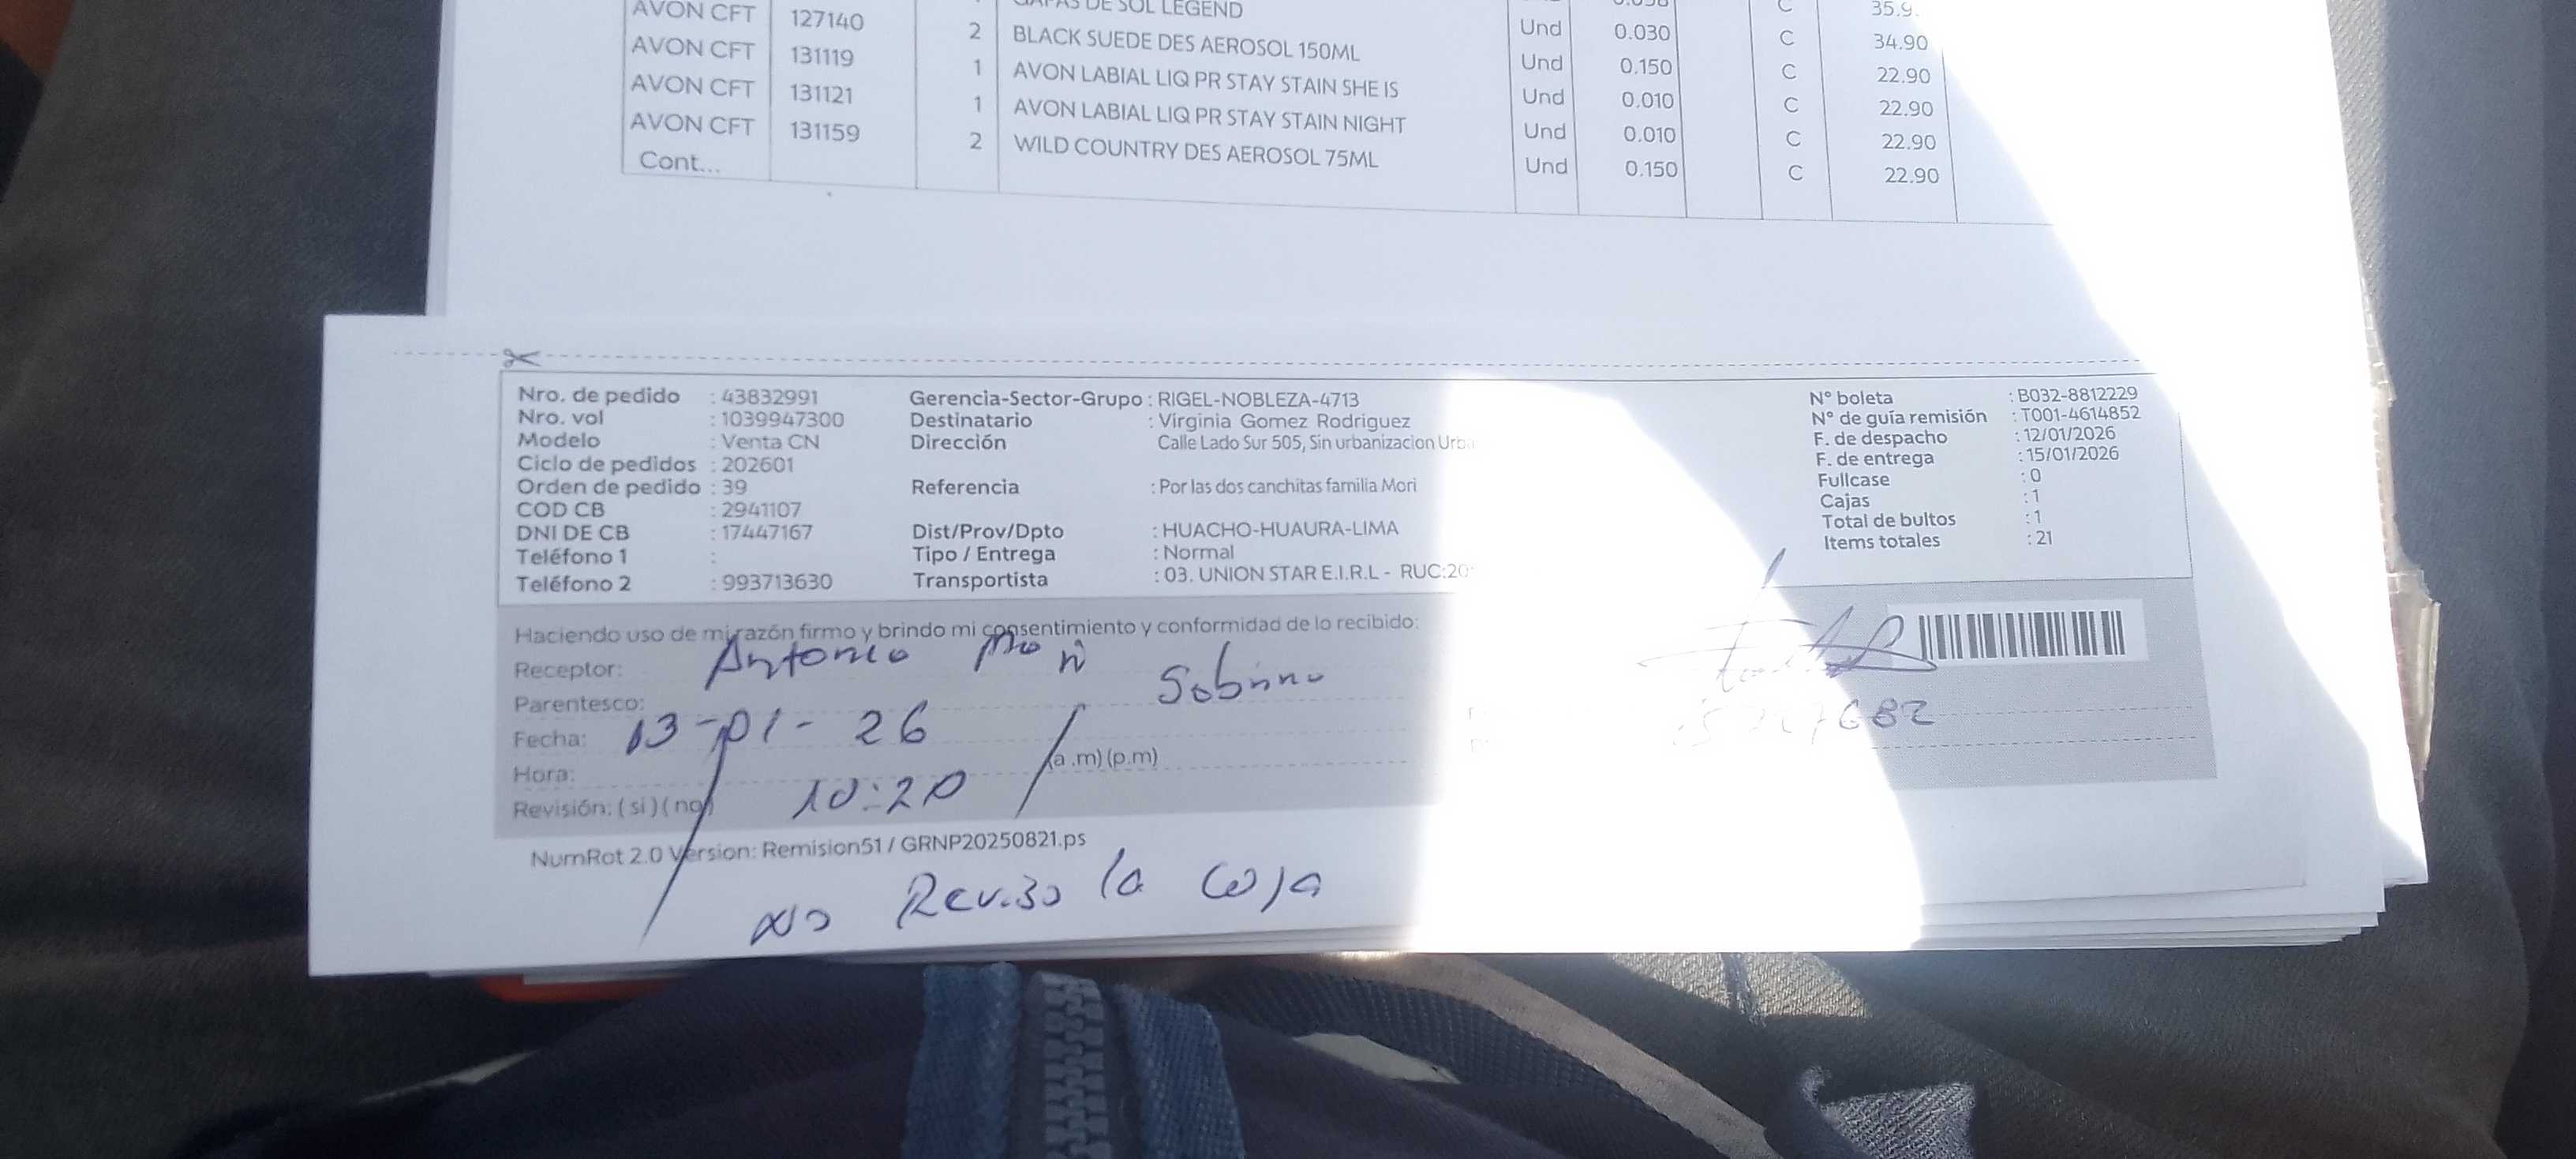 GAFAS DE SOL LEGEND C 35.9
AVON CFT 127140 2 BLACK SUEDE DES AEROSOL 150ML Und 0.030 C 34.90
AVON CFT 131119 1 AVON LABIAL LIQ PR STAY STAIN SHE IS Und 0.150 C 22.90
AVON CFT 131121 1 AVON LABIAL LIQ PR STAY STAIN NIGHT Und 0.010 C 22.90
AVON CFT 131159 2 WILD COUNTRY DES AEROSOL 75ML Und 0.010 C 22.90
Cont... Und 0.150 C 22.90
Nro. de pedido : 43832991 Gerencia-Sector-Grupo : RIGEL-NOBLEZA-4713 N° boleta : B032-8812229
Nro. vol : 1039947300 Destinatario : Virginia Gomez Rodriguez N° de guía remisión : T001-4614852
Modelo : Venta CN Dirección Calle Lado Sur 505, Sin urbanizacion Urb F. de despacho : 12/01/2026
Ciclo de pedidos : 202601 F. de entrega : 15/01/2026
Orden de pedido : 39 Referencia : Por las dos canchitas familia Mori Fullcase : 0
COD CB : 2941107 Cajas : 1
DNI DE CB : 17447167 Dist/Prov/Dpto : HUACHO-HUAURA-LIMA Total de bultos : 1
Teléfono 1 : Tipo / Entrega : Normal Items totales : 21
Teléfono 2 : 993713630 Transportista : 03. UNION STAR E.I.R.L - RUC:20
Haciendo uso de mi razón firmo y brindo mi consentimiento y conformidad de lo recibido:
Receptor: Antonio Mori
Parentesco: Sobrino
Fecha: 13-01-26
Hora: 10:20 (a.m) (p.m)
Revisión: ( si ) ( no )
NumRot 2.0 Version: Remision51 / GRNP20250821.ps
No Reviso la caja